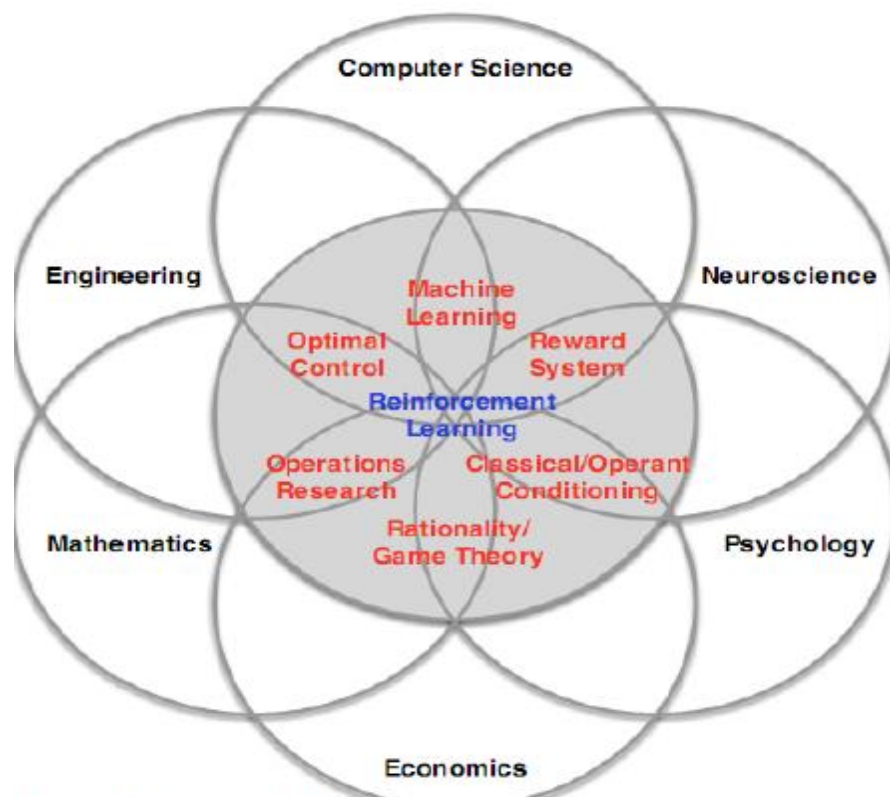 Computer Science
Engineering
Neuroscience
Machine
Learning
Optimal
Control
Reward
System
Reinforcement
Learning
Operations
Research
Classical/Operant
Conditioning
Rationality/
Game Theory
Mathematics
Psychology
Economics